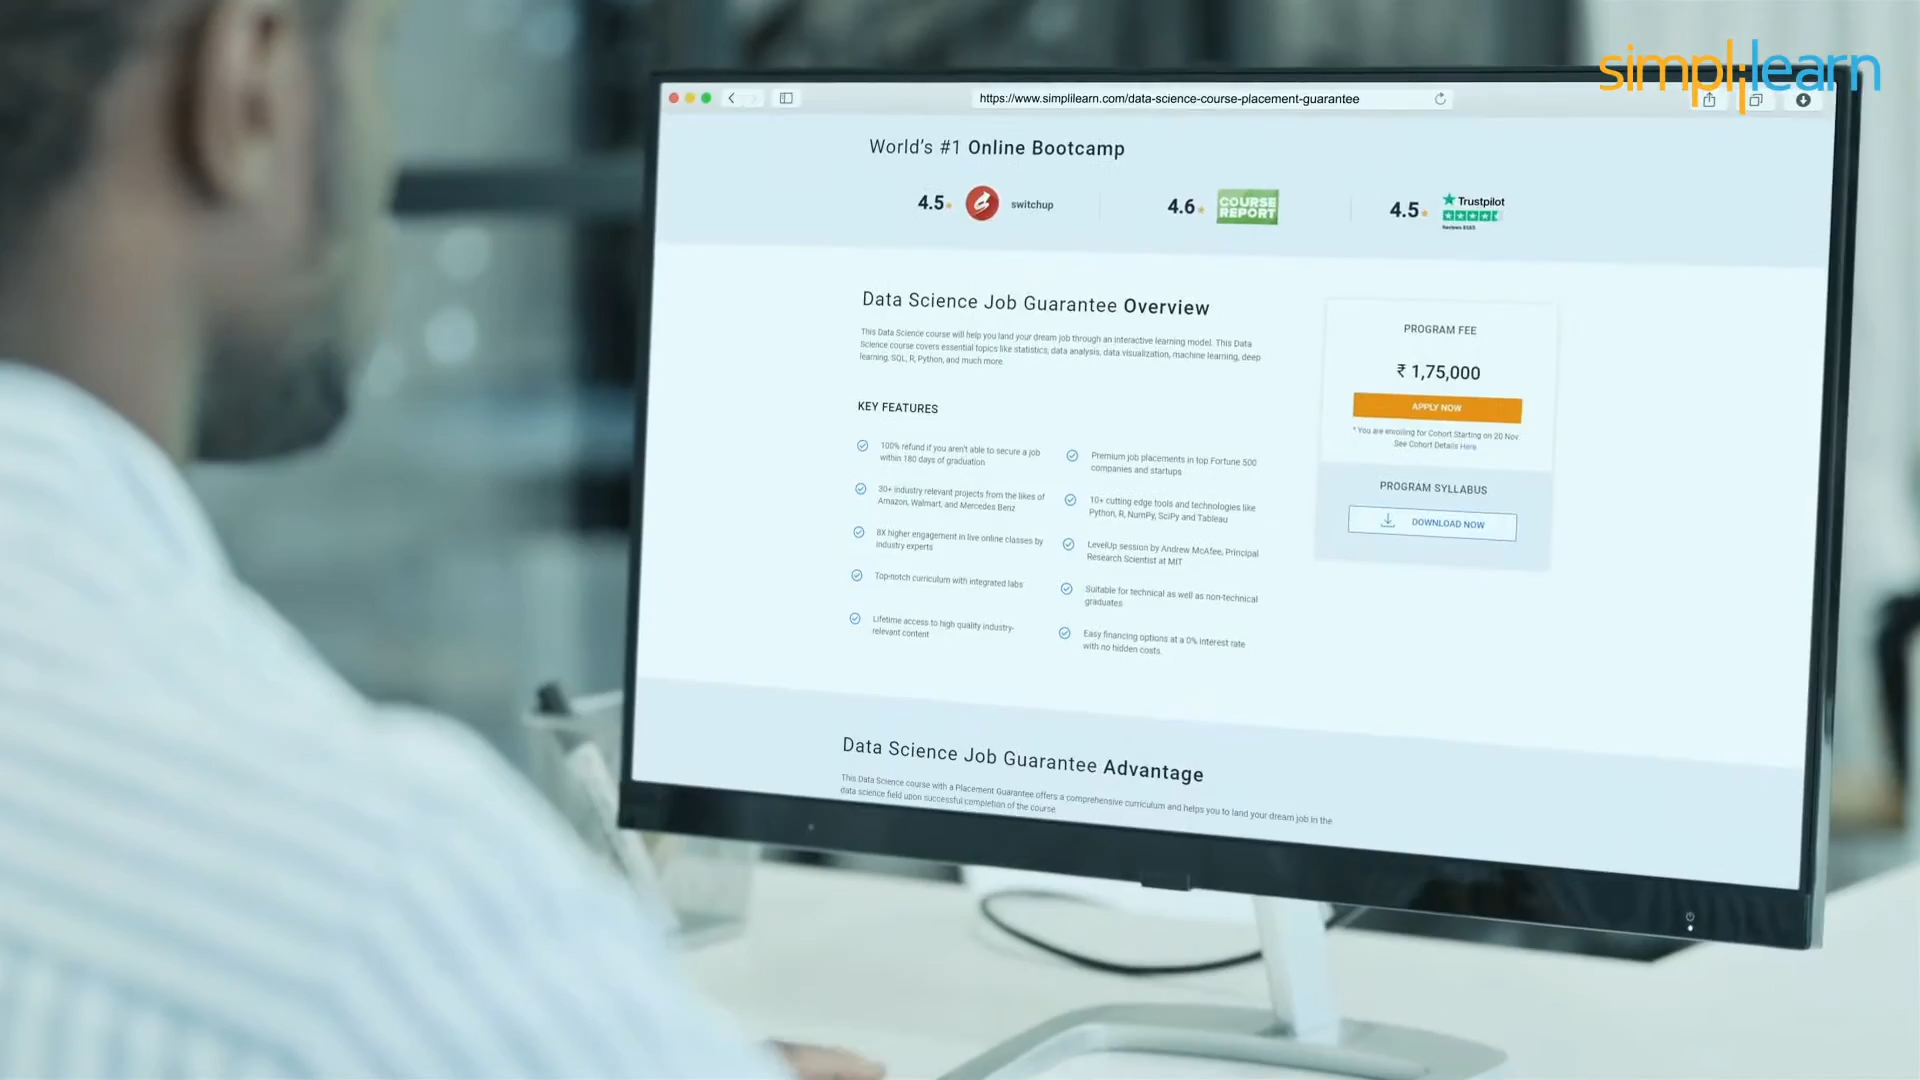 simplilearn
https://www.simplilearn.com/data-science-course-placement-guarantee
World's #1 Online Bootcamp
4.5 switchup
4.6 COURSE REPORT
4.5 Trustpilot
Data Science Job Guarantee Overview
This Data Science course will help you land your dream job through an interactive learning model. This Data
Science course covers essential topics like statistics, data analysis, data visualization, machine learning, deep
learning, SQL, R, Python, and much more.
KEY FEATURES
100% refund if you aren't able to secure a job
within 180 days of graduation
30+ industry relevant projects from the likes of
Amazon, Walmart, and Mercedes Benz
8X higher engagement in live online classes by
industry experts
Top-notch curriculum with integrated labs
Lifetime access to high quality industry-
relevant content
Premium job placements in top Fortune 500
companies and startups
10+ cutting edge tools and technologies like
Python, R, NumPy, SciPy and Tableau
LevelUp session by Andrew McAfee, Principal
Research Scientist at MIT
Suitable for technical as well as non-technical
graduates
Easy financing options at a 0% interest rate
with no hidden costs.
PROGRAM FEE
₹ 1,75,000
APPLY NOW
* You are enrolling for Cohort Starting on 20 Nov
See Cohort Details Here
PROGRAM SYLLABUS
DOWNLOAD NOW
Data Science Job Guarantee Advantage
This Data Science course with a Placement Guarantee offers a comprehensive curriculum and helps you to land your dream job in the
data science field upon successful completion of the course.